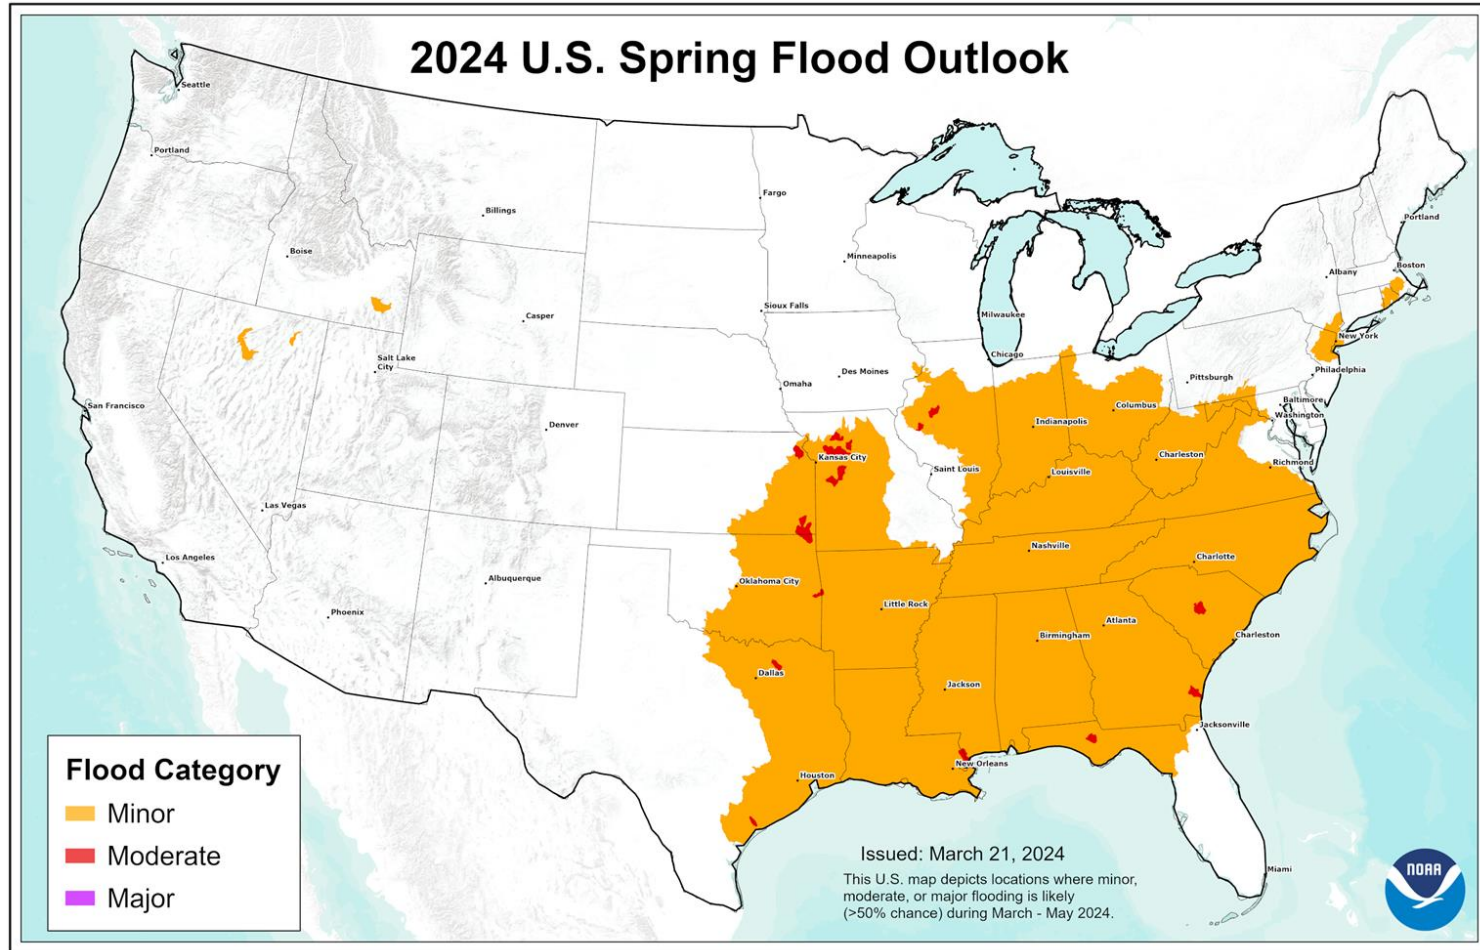 2024 U.S. Spring Flood Outlook
Seattle
Portland
Fargo
Billings
Portland
Boise
Minneapolis
Albany
Boston
Sioux Falls
Casper
Milwaukee
New York
Chicago
Salt Lake
City
Des Moines
Philadelphia
Pittsburgh
Omaha
San Francisco
Columbus
Baltimore
Washington
Denver
Indianapolis
Kansas City
Charleston
Richmond
Saint Louis
Louisville
Las Vegas
Nashville
Los Angeles
Charlotte
Albuquerque
Oklahoma City
Little Rock
Phoenix
Atlanta
Birmingham
Charleston
Dallas
Jackson
Jacksonville
New Orleans
Houston
Miami
Flood Category
Minor
Moderate
Major
Issued: March 21, 2024
This U.S. map depicts locations where minor,
moderate, or major flooding is likely
(>50% chance) during March - May 2024.
NOAA